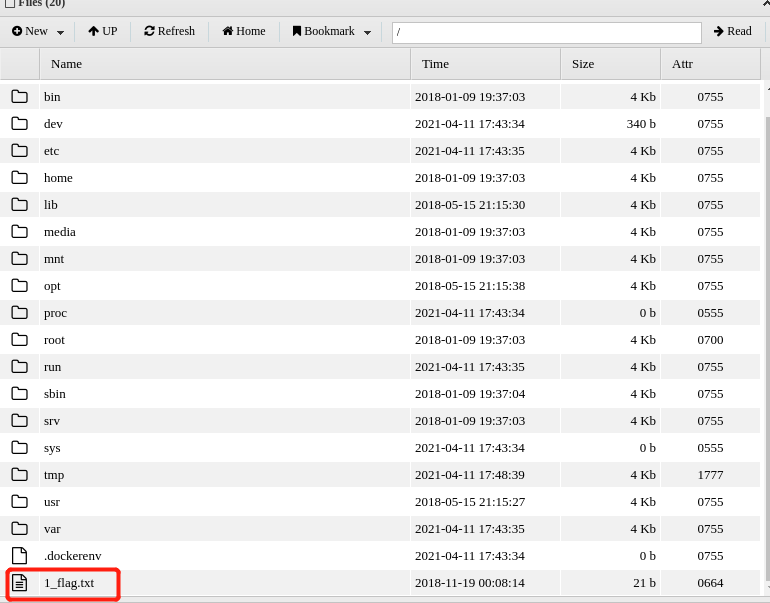 Files (20)
New UP Refresh Home Bookmark / Read
Name Time Size Attr
bin 2018-01-09 19:37:03 4 Kb 0755
dev 2021-04-11 17:43:34 340 b 0755
etc 2021-04-11 17:43:35 4 Kb 0755
home 2018-01-09 19:37:03 4 Kb 0755
lib 2018-05-15 21:15:30 4 Kb 0755
media 2018-01-09 19:37:03 4 Kb 0755
mnt 2018-01-09 19:37:03 4 Kb 0755
opt 2018-05-15 21:15:38 4 Kb 0755
proc 2021-04-11 17:43:34 0 b 0555
root 2018-01-09 19:37:03 4 Kb 0700
run 2021-04-11 17:43:35 4 Kb 0755
sbin 2018-01-09 19:37:04 4 Kb 0755
srv 2018-01-09 19:37:03 4 Kb 0755
sys 2021-04-11 17:43:34 0 b 0555
tmp 2021-04-11 17:48:39 4 Kb 1777
usr 2018-05-15 21:15:27 4 Kb 0755
var 2021-04-11 17:43:35 4 Kb 0755
.dockerenv 2021-04-11 17:43:34 0 b 0755
1_flag.txt 2018-11-19 00:08:14 21 b 0664